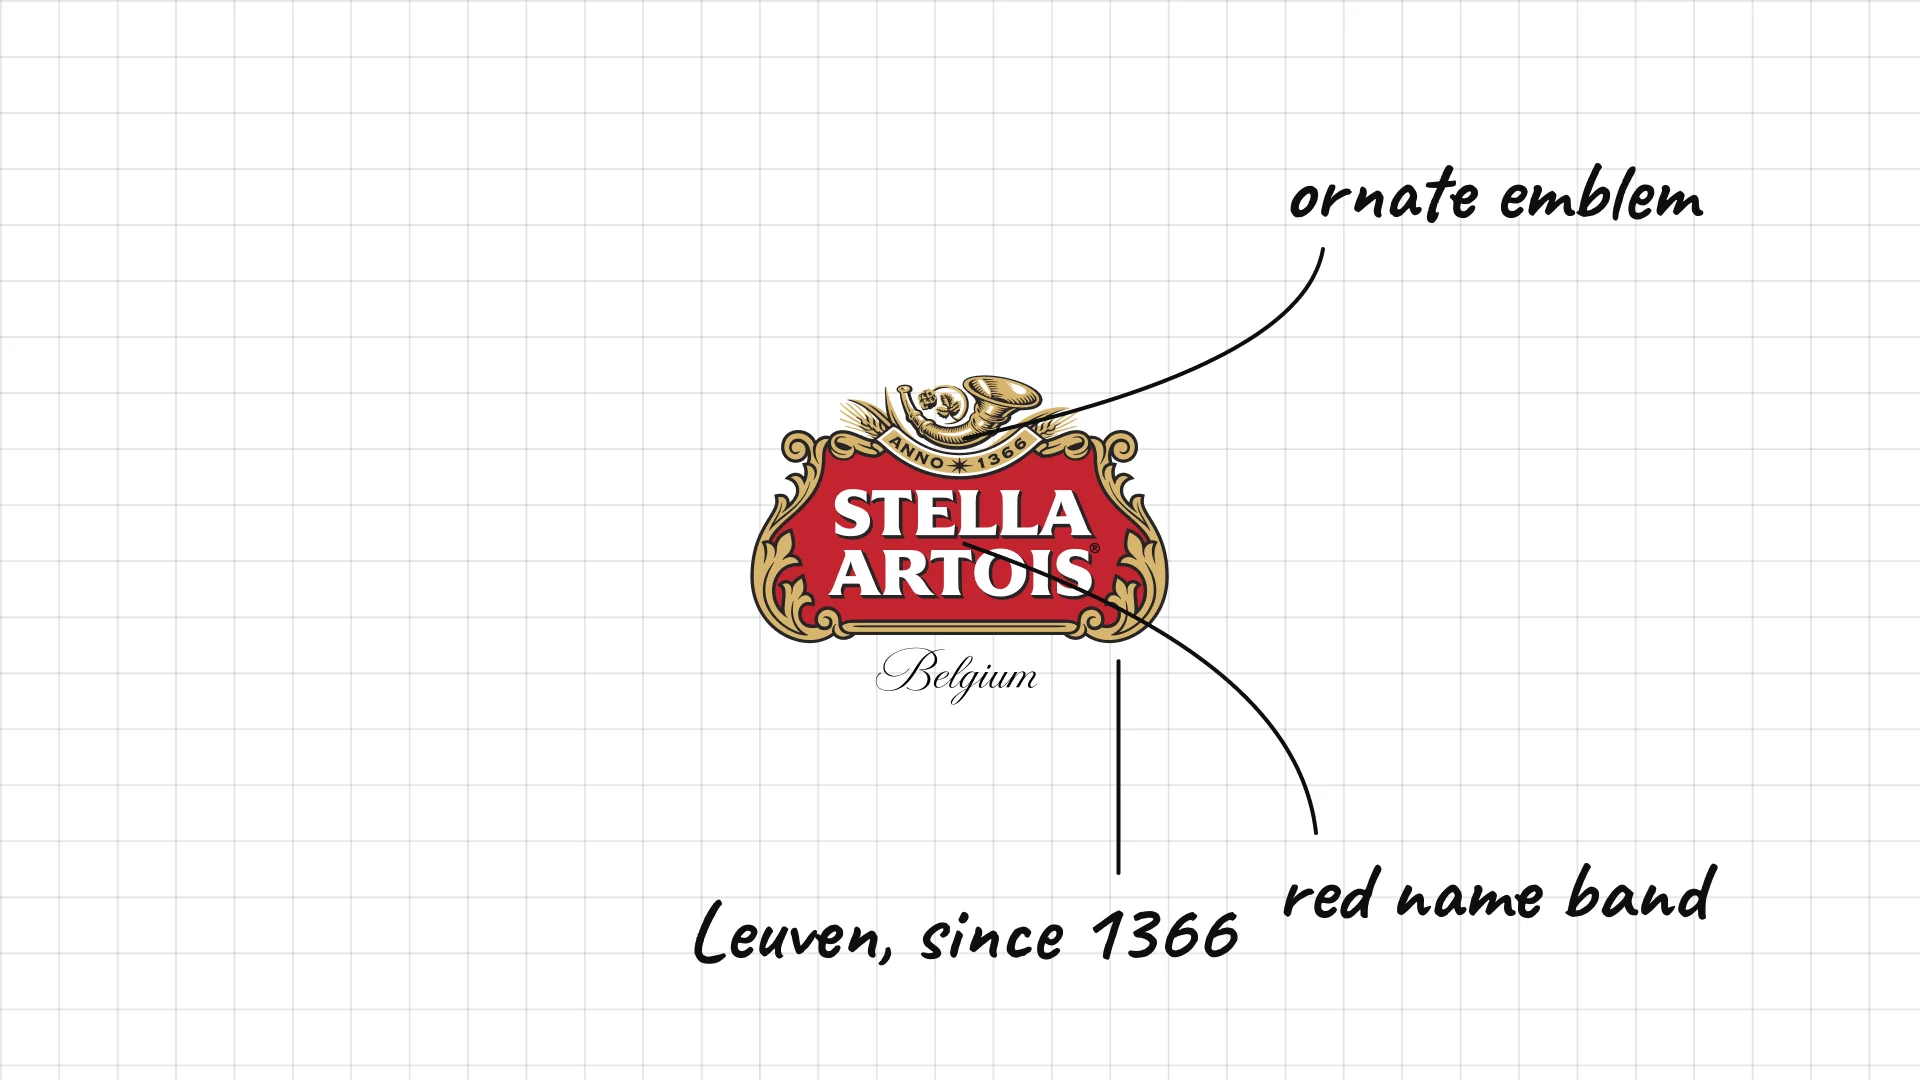 ornate emblem
ANNO 1366
STELLA
ARTOIS®
Belgium
red name band
Leuven, since 1366